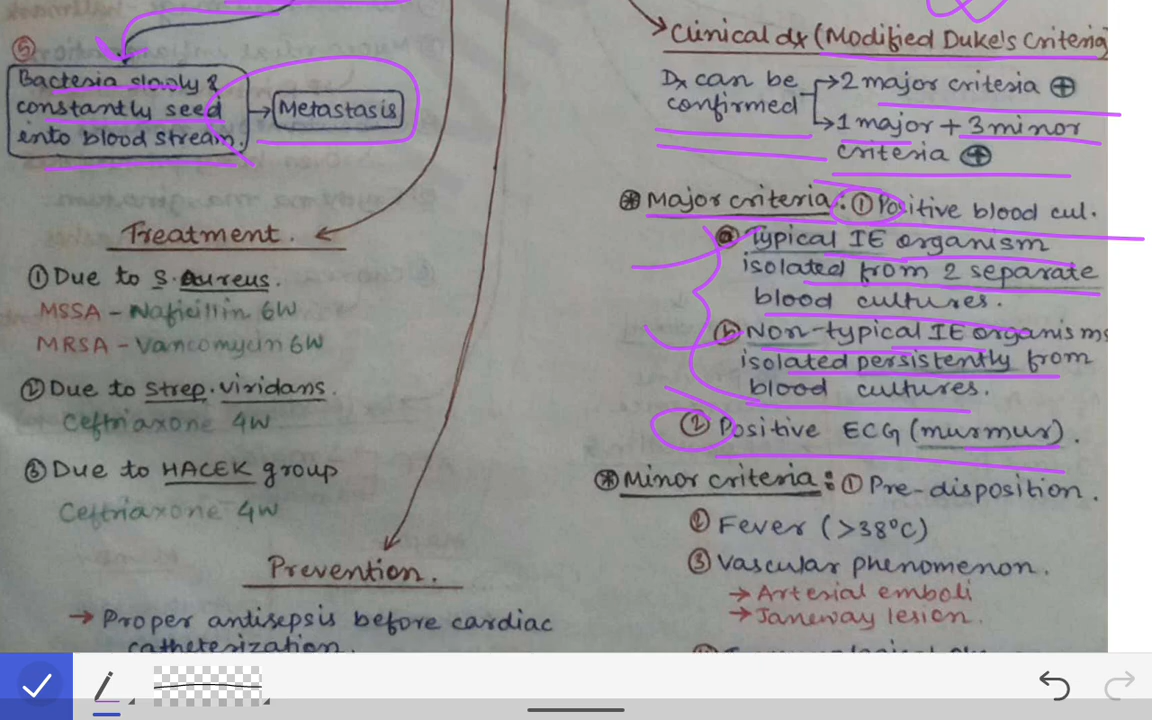 ⑤
Bacteria slowly &
constantly seed
into blood stream.
Metastasis
Treatment.
① Due to S. Aureus.
MSSA - Naficillin 6W
MRSA - Vancomycin 6W
② Due to Strep. viridans.
Ceftriaxone 4W
③ Due to HACEK group
Ceftriaxone 4W
Prevention.
→ Proper antisepsis before cardiac
catheterization.
Clinical dx (Modified Duke's Criteria)
Dx can be
confirmed
→ 2 major criteria ⊕
→ 1 major + 3 minor
criteria ⊕
⊛ Major criteria: ① Positive blood cul.
ⓐ Typical IE organism
isolated from 2 separate
blood cultures.
ⓑ Non-typical IE organisms
isolated persistently from
blood cultures.
② Positive ECG (murmur).
⊛ Minor criteria: ① Pre-disposition.
② Fever (>38°C)
③ Vascular phenomenon.
→ Arterial emboli
→ Janeway lesion.